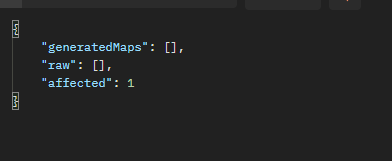 {
    "generatedMaps": [],
    "raw": [],
    "affected": 1
}